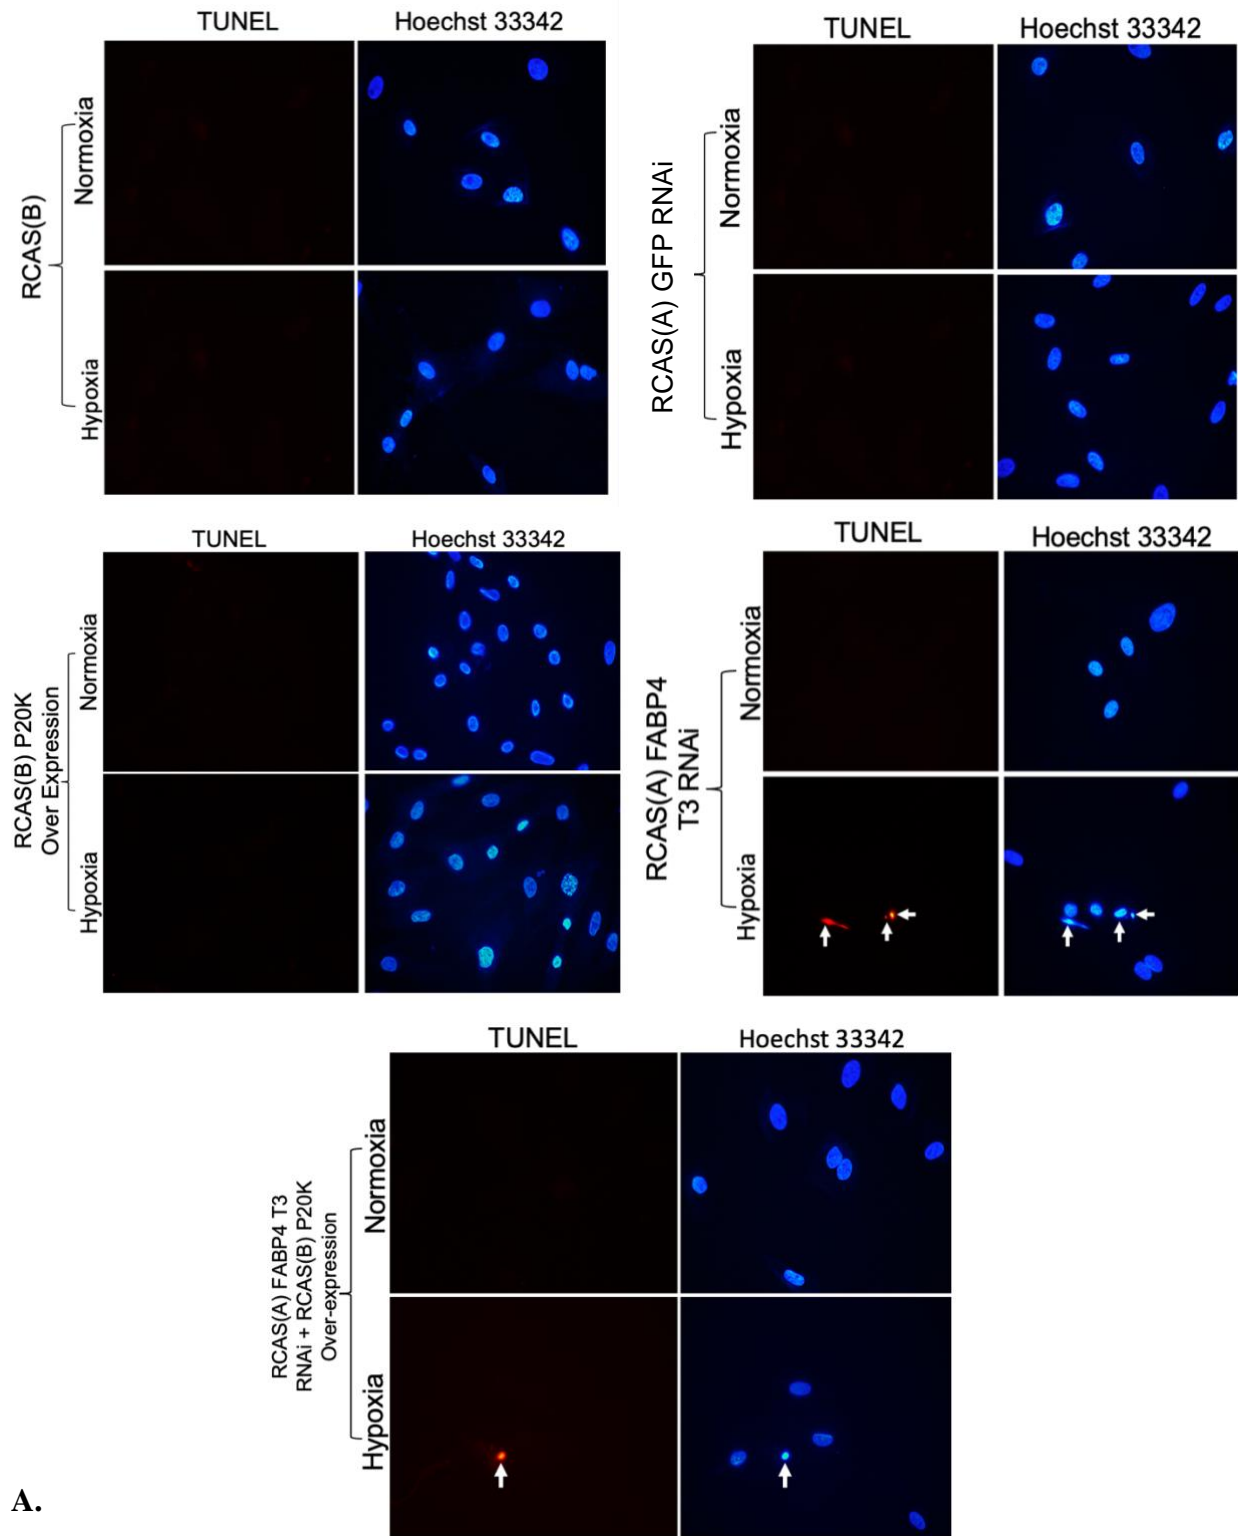 TUNEL Hoechst 33342
RCAS(B)
Normoxia
Hypoxia
TUNEL Hoechst 33342
RCAS(A) GFP RNAi
Normoxia
Hypoxia
TUNEL Hoechst 33342
RCAS(B) P20K
Over Expression
Normoxia
Hypoxia
TUNEL Hoechst 33342
RCAS(A) FABP4
T3 RNAi
Normoxia
Hypoxia
TUNEL Hoechst 33342
RCAS(A) FABP4 T3
RNAi + RCAS(B) P20K
Over-expression
Normoxia
Hypoxia
A.